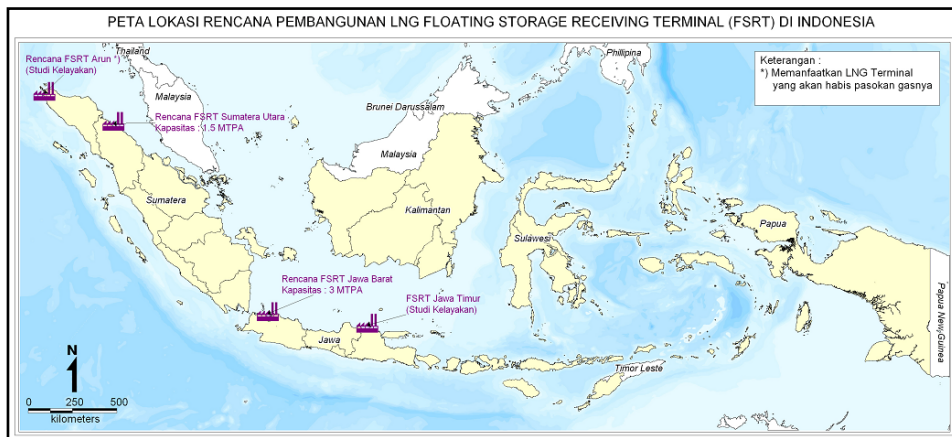 PETA LOKASI RENCANA PEMBANGUNAN LNG FLOATING STORAGE RECEIVING TERMINAL (FSRT) DI INDONESIA
Thailand
Phillipina
Rencana FSRT Arun *)
(Studi Kelayakan)
Keterangan :
*) Memanfaatkan LNG Terminal
yang akan habis pasokan gasnya
Malaysia
Brunei Darussalam
Rencana FSRT Sumatera Utara
Kapasitas : 1.5 MTPA
Malaysia
Sumatera
Kalimantan
Papua
Sulawesi
Rencana FSRT Jawa Barat
Kapasitas : 3 MTPA
FSRT Jawa Timur
(Studi Kelayakan)
Papua New,Guinea
Jawa
Timor Leste
N
0 250 500
kilometers